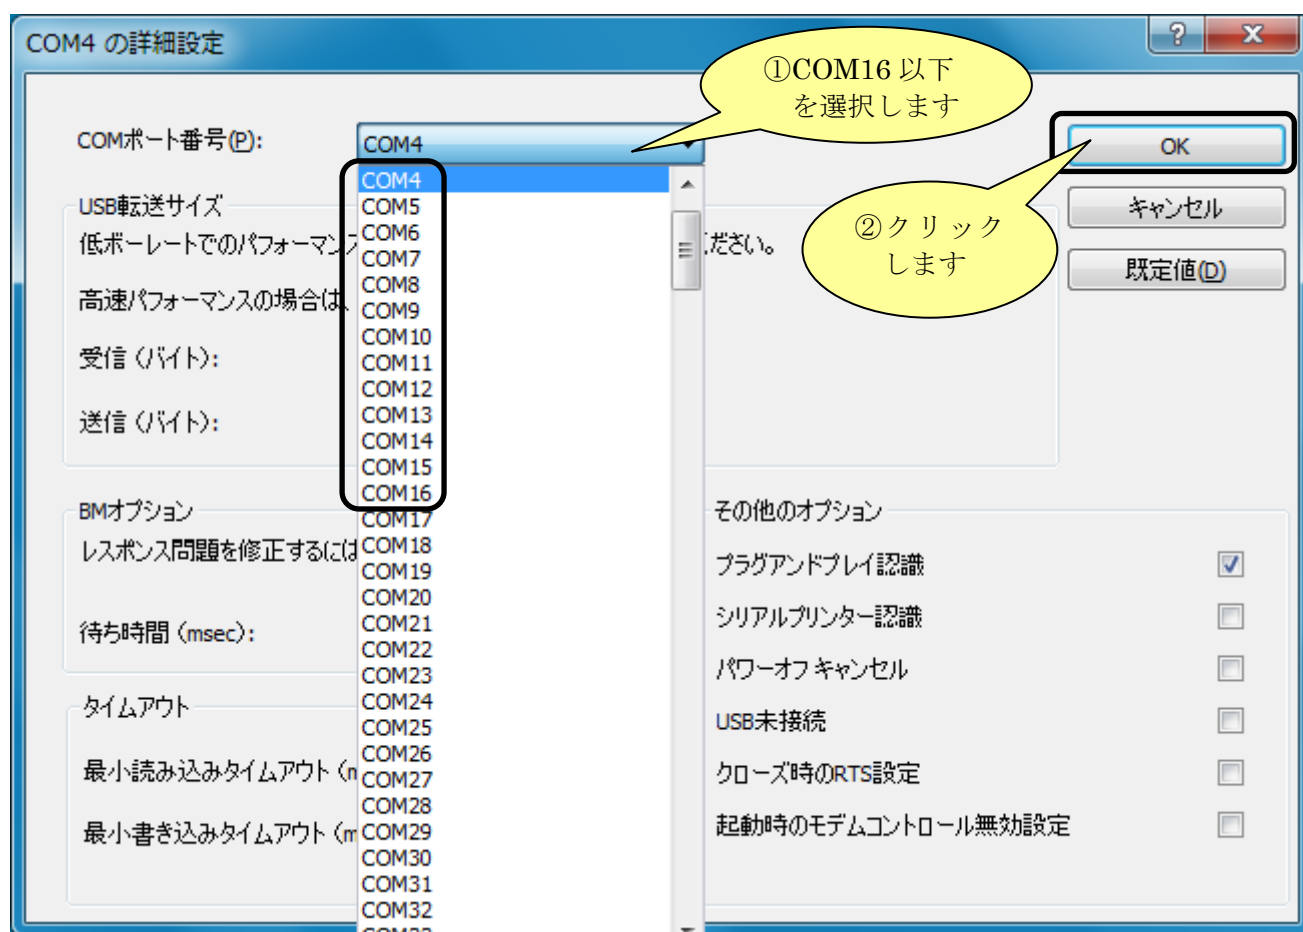 COM4 の詳細設定
①COM16 以下
を選択します
COMポート番号(P):
COM4
OK
キャンセル
既定値(D)
②クリック
します
USB転送サイズ
低ボーレートでのパフォーマンス
ださい。
高速パフォーマンスの場合は、
受信 (バイト):
送信 (バイト):
COM4
COM5
COM6
COM7
COM8
COM9
COM10
COM11
COM12
COM13
COM14
COM15
COM16
COM17
COM18
COM19
COM20
COM21
COM22
COM23
COM24
COM25
COM26
COM27
COM28
COM29
COM30
COM31
COM32
BMオプション
レスポンス問題を修正するには
待ち時間 (msec):
タイムアウト
最小読み込みタイムアウト (m
最小書き込みタイムアウト (m
その他のオプション
プラグアンドプレイ認識
シリアルプリンター認識
パワーオフ キャンセル
USB未接続
クローズ時のRTS設定
起動時のモデムコントロール無効設定